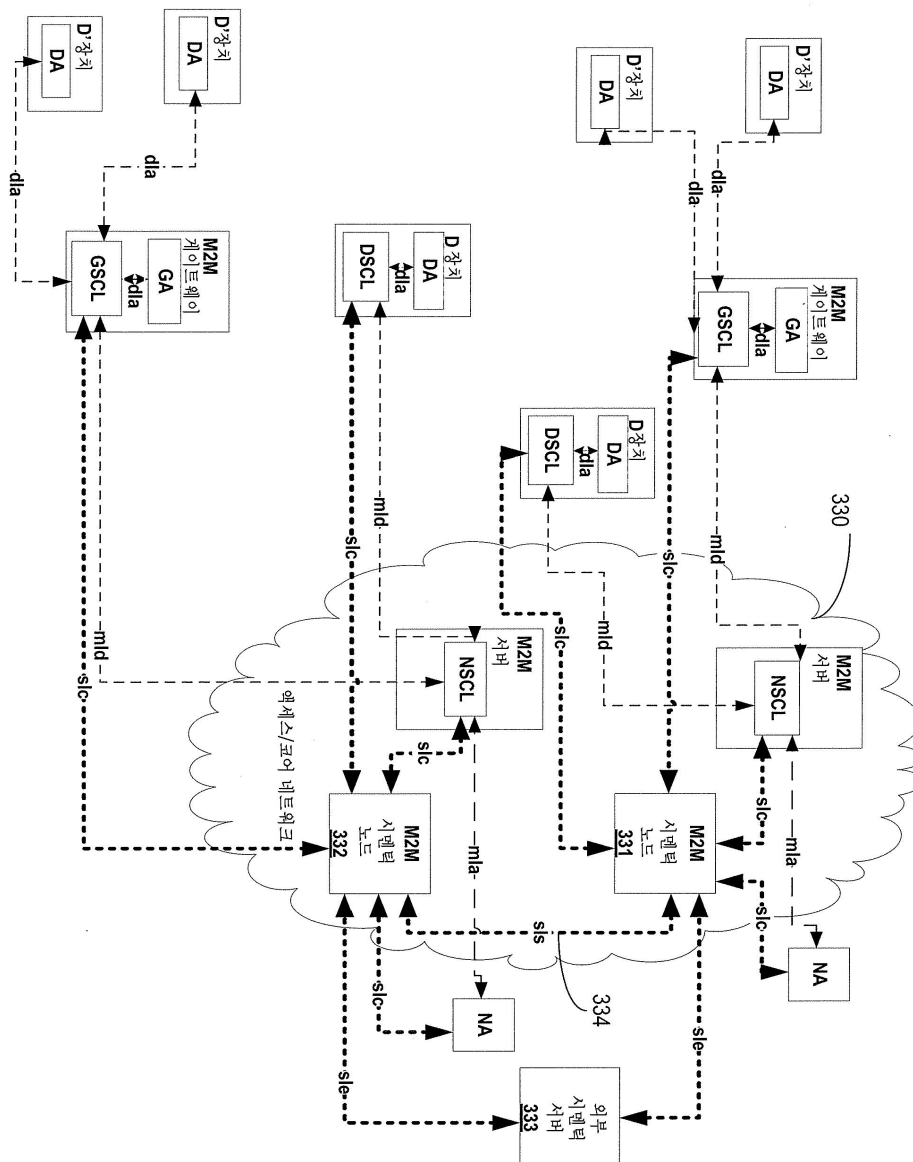 외부
시멘틱
서버
333
sle
sle
NA
NA
334
slc
slc
sls
mla
mla
M2M
시멘틱
노드
331
M2M
시멘틱
노드
332
slc
slc
액세스/코어 네트워크
M2M
서버
NSCL
M2M
서버
NSCL
330
mld
slc
mld
slc
slc
mld
mld
slc
D장치
DA
dla
DSCL
M2M
게이트웨이
GA
dla
GSCL
D 장치
DA
dla
DSCL
M2M
게이트웨이
GA
dla
GSCL
dla
dla
dla
dla
D'장치
DA
D'장치
DA
D'장치
DA
D'장치
DA